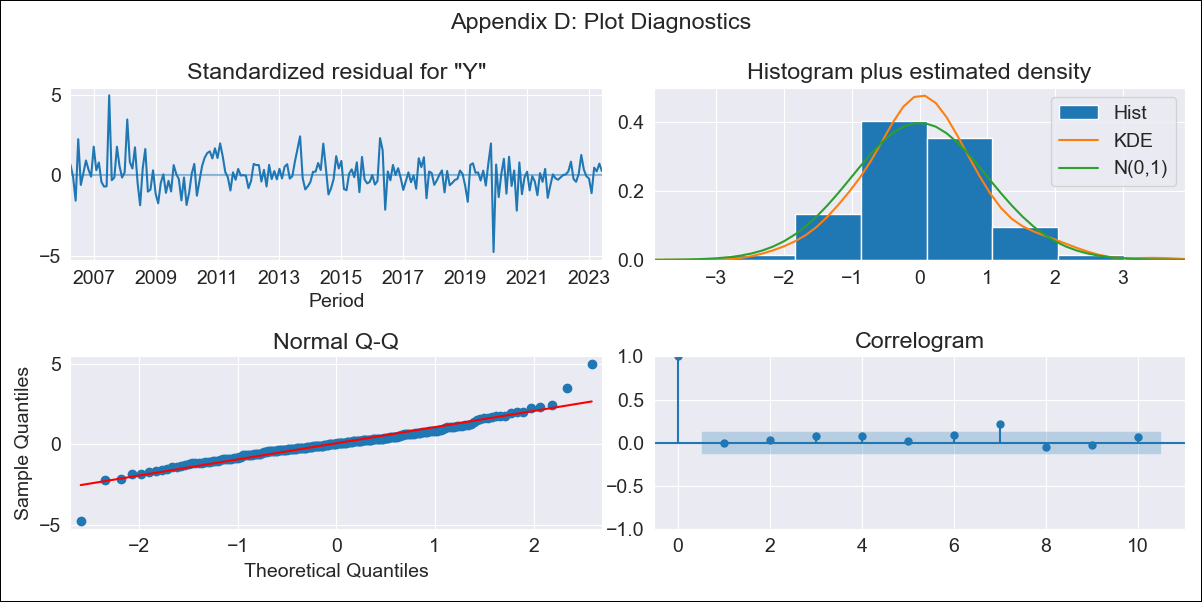 Appendix D: Plot Diagnostics
Standardized residual for "Y"
5
0
−5
2007 2009 2011 2013 2015 2017 2019 2021 2023
Period
Histogram plus estimated density
Hist
KDE
N(0,1)
0.4
0.2
0.0
−3 −2 −1 0 1 2 3
Normal Q-Q
Sample Quantiles
5
0
−5
−2 −1 0 1 2
Theoretical Quantiles
Correlogram
1.0
0.5
0.0
−0.5
−1.0
0 2 4 6 8 10